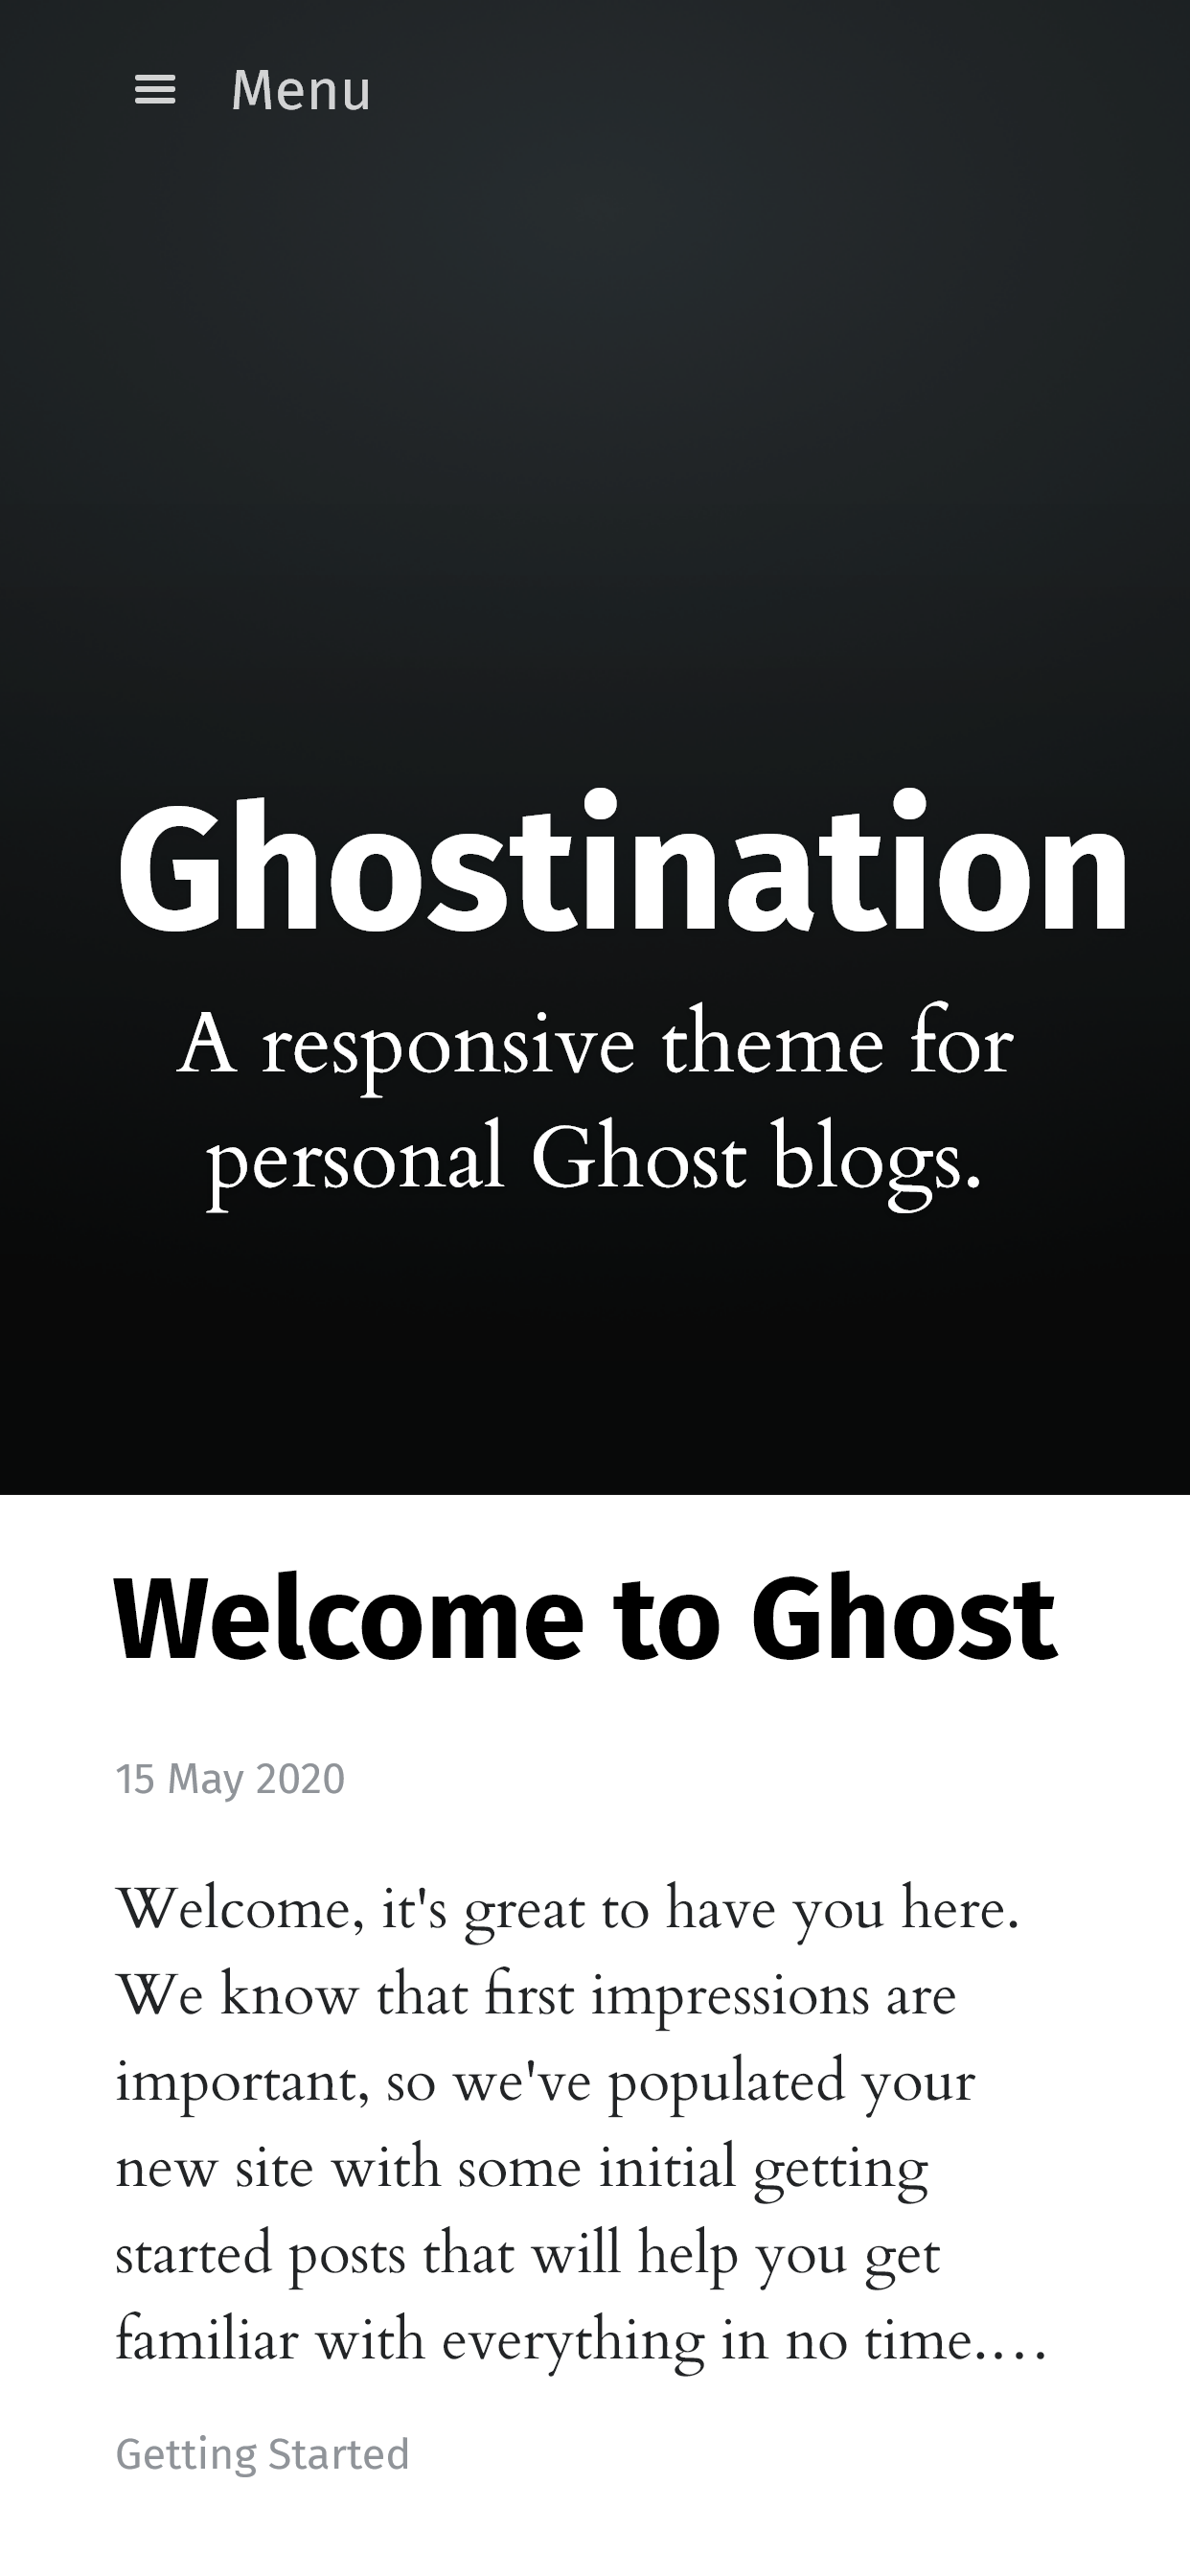 Menu
Ghostination
A responsive theme for
personal Ghost blogs.
Welcome to Ghost
15 May 2020
Welcome, it's great to have you here.
We know that first impressions are
important, so we've populated your
new site with some initial getting
started posts that will help you get
familiar with everything in no time.…
Getting Started